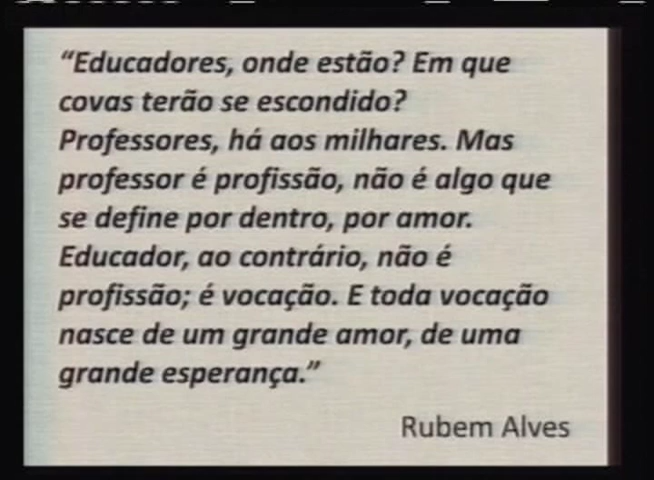 “Educadores, onde estão? Em que
covas terão se escondido?
Professores, há aos milhares. Mas
professor é profissão, não é algo que
se define por dentro, por amor.
Educador, ao contrário, não é
profissão; é vocação. E toda vocação
nasce de um grande amor, de uma
grande esperança.”
Rubem Alves